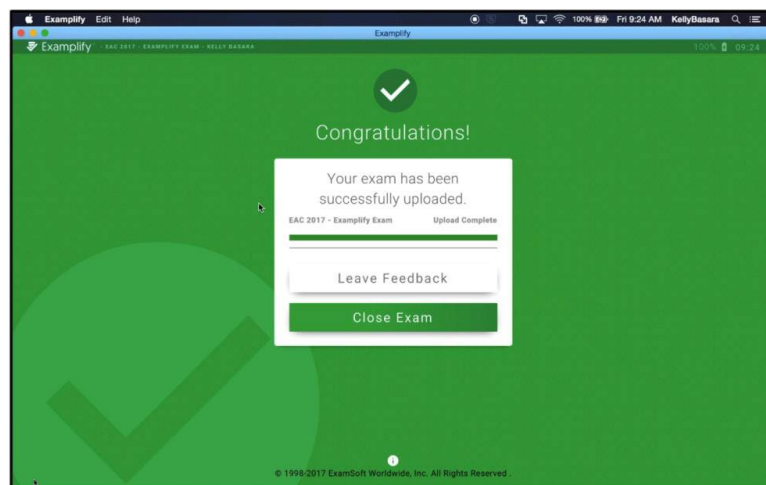 Examplify Edit Help 100% Fri 9:24 AM KellyBasara
Examplify
Examplify - EAC 2017 - EXAMPLIFY EXAM - KELLY BASARA 100% 09:24
Congratulations!
Your exam has been
successfully uploaded.
EAC 2017 - Examplify Exam Upload Complete
Leave Feedback
Close Exam
© 1998-2017 ExamSoft Worldwide, Inc. All Rights Reserved .